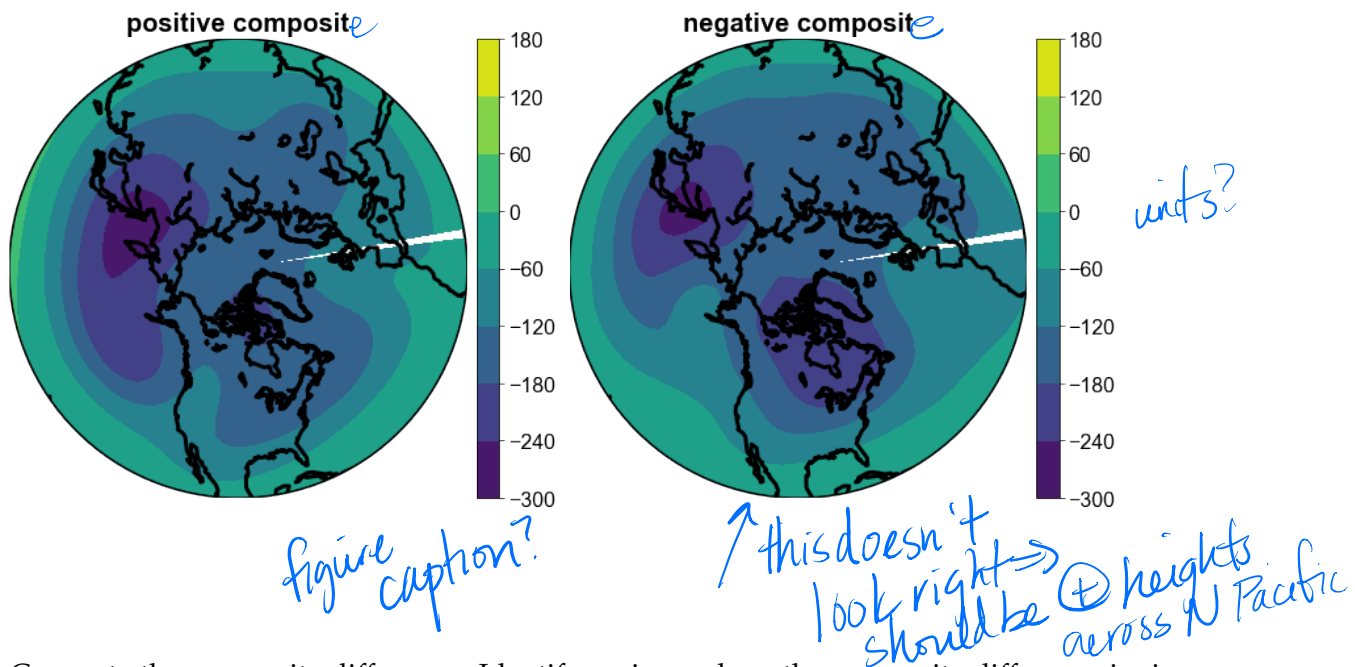 positive composite
negative composite
180
120
60
0
−60
−120
−180
−240
−300
180
120
60
0
−60
−120
−180
−240
−300
units?
figure
caption?
this doesn't
look right →
should be ⊕ heights
across N Pacific